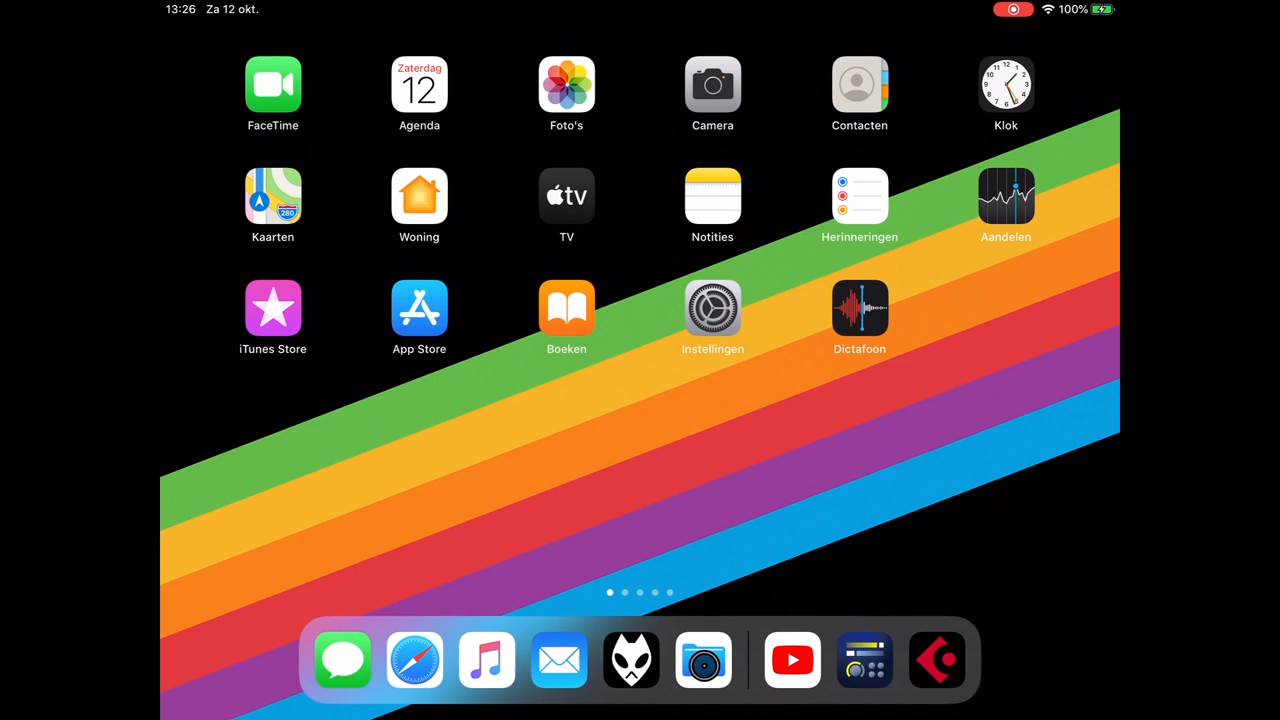 13:26 Za 12 okt. 100%
Zaterdag
12
FaceTime Agenda Foto's Camera Contacten Klok
280
tv
Kaarten Woning TV Notities Herinneringen Aandelen
iTunes Store App Store Boeken Instellingen Dictafoon